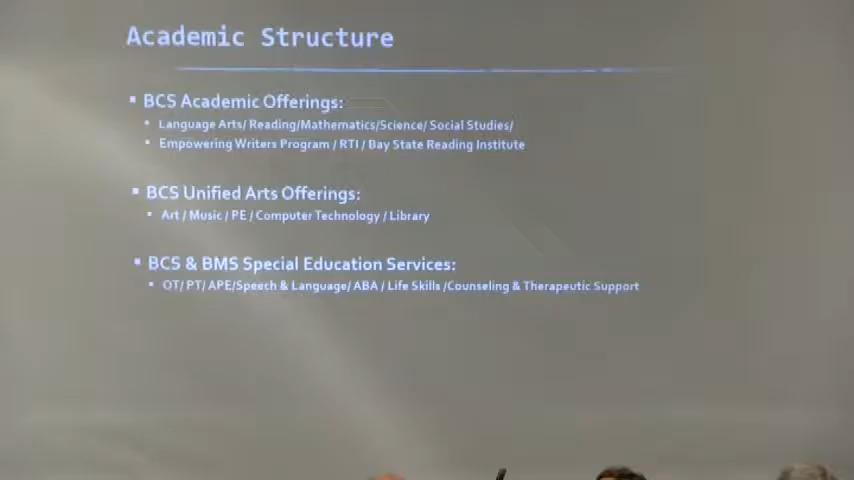 Academic Structure
▪ BCS Academic Offerings:
▪ Language Arts/ Reading/Mathematics/Science/ Social Studies/
▪ Empowering Writers Program / RTI / Bay State Reading Institute
▪ BCS Unified Arts Offerings:
▪ Art / Music / PE / Computer Technology / Library
▪ BCS & BMS Special Education Services:
▪ OT/ PT/ APE/Speech & Language/ ABA / Life Skills /Counseling & Therapeutic Support